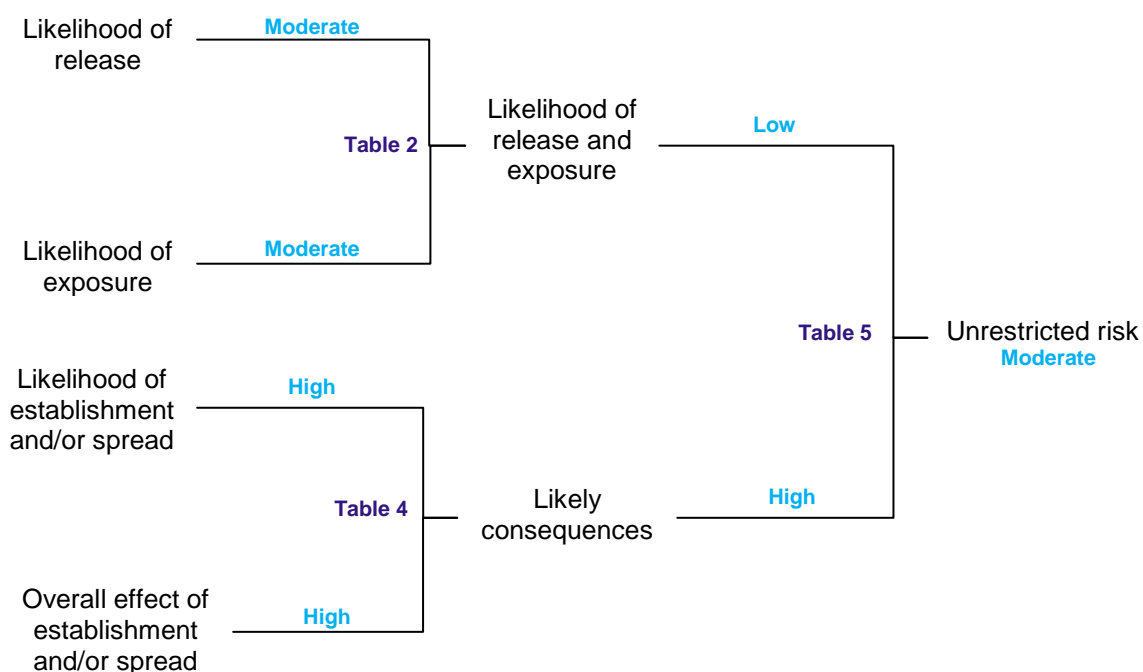 Likelihood of
release
Moderate
Table 2
Likelihood of
exposure
Moderate
Likelihood of
release and
exposure
Low
Likelihood of
establishment
and/or spread
High
Table 4
Overall effect of
establishment
and/or spread
High
Likely
consequences
High
Table 5
Unrestricted risk
Moderate